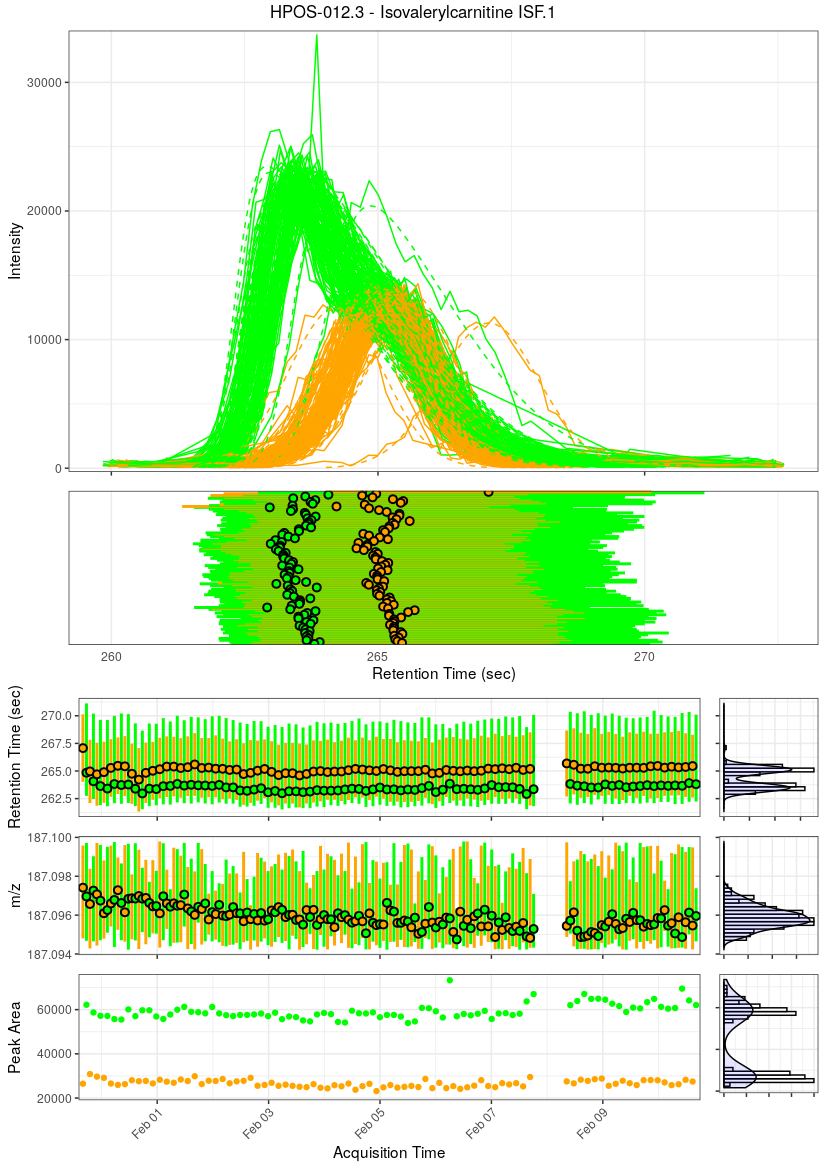 HPOS-012.3 - Isovalerylcarnitine ISF.1
Intensity
30000
20000
10000
0
260
265
270
Retention Time (sec)
Retention Time (sec)
270.0
267.5
265.0
262.5
m/z
187.100
187.098
187.096
187.094
Peak Area
60000
40000
20000
Feb 01
Feb 03
Feb 05
Feb 07
Feb 09
Acquisition Time